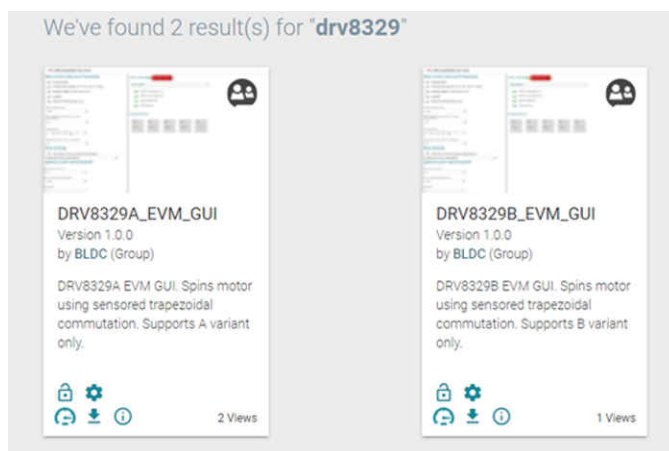 We've found 2 result(s) for "drv8329"
DRV8329A_EVM_GUI
Version 1.0.0
by BLDC (Group)
DRV8329A EVM GUI. Spins motor
using sensored trapezoidal
commutation. Supports A variant
only.
2 Views
DRV8329B_EVM_GUI
Version 1.0.0
by BLDC (Group)
DRV8329B EVM GUI. Spins motor
using sensored trapezoidal
commutation. Supports B variant
only.
1 Views